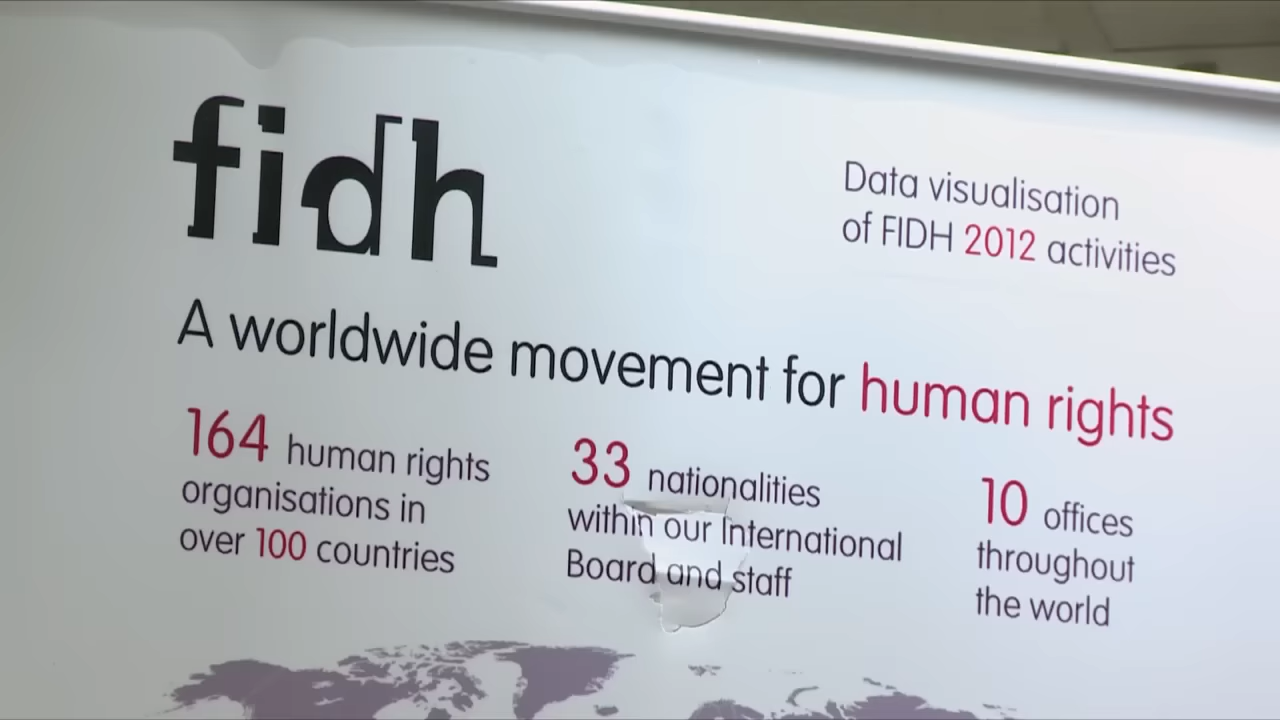 fidh
Data visualisation
of FIDH 2012 activities
A worldwide movement for human rights
164 human rights
organisations in
over 100 countries
33 nationalities
within our International
Board and staff
10 offices
throughout
the world